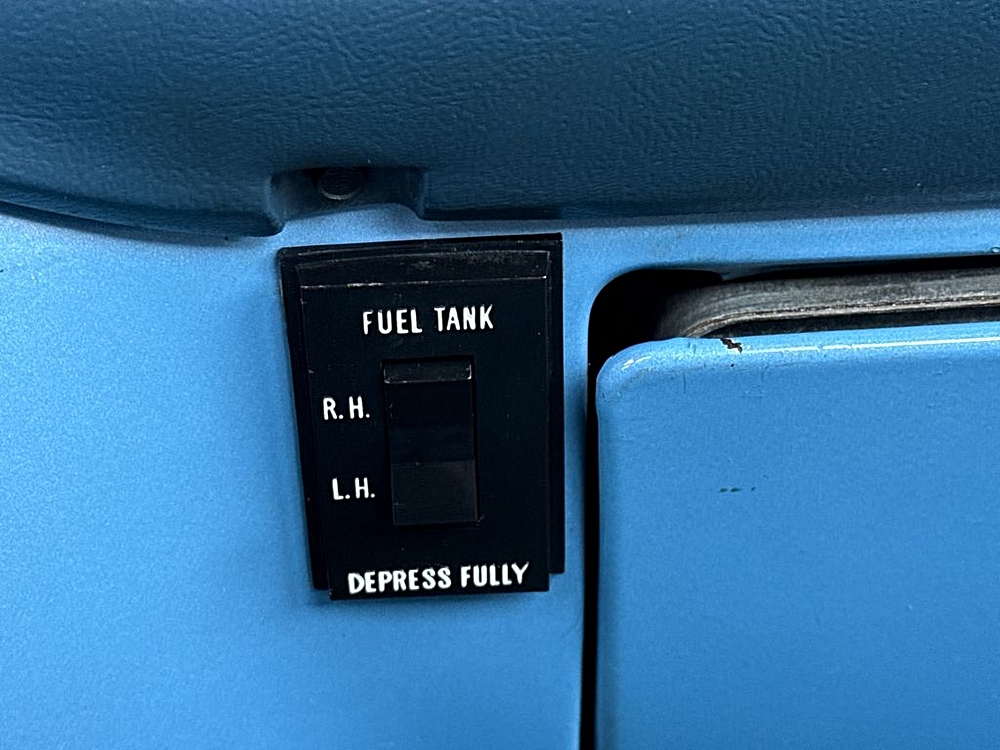 FUEL TANK
R.H.
L.H.
DEPRESS FULLY